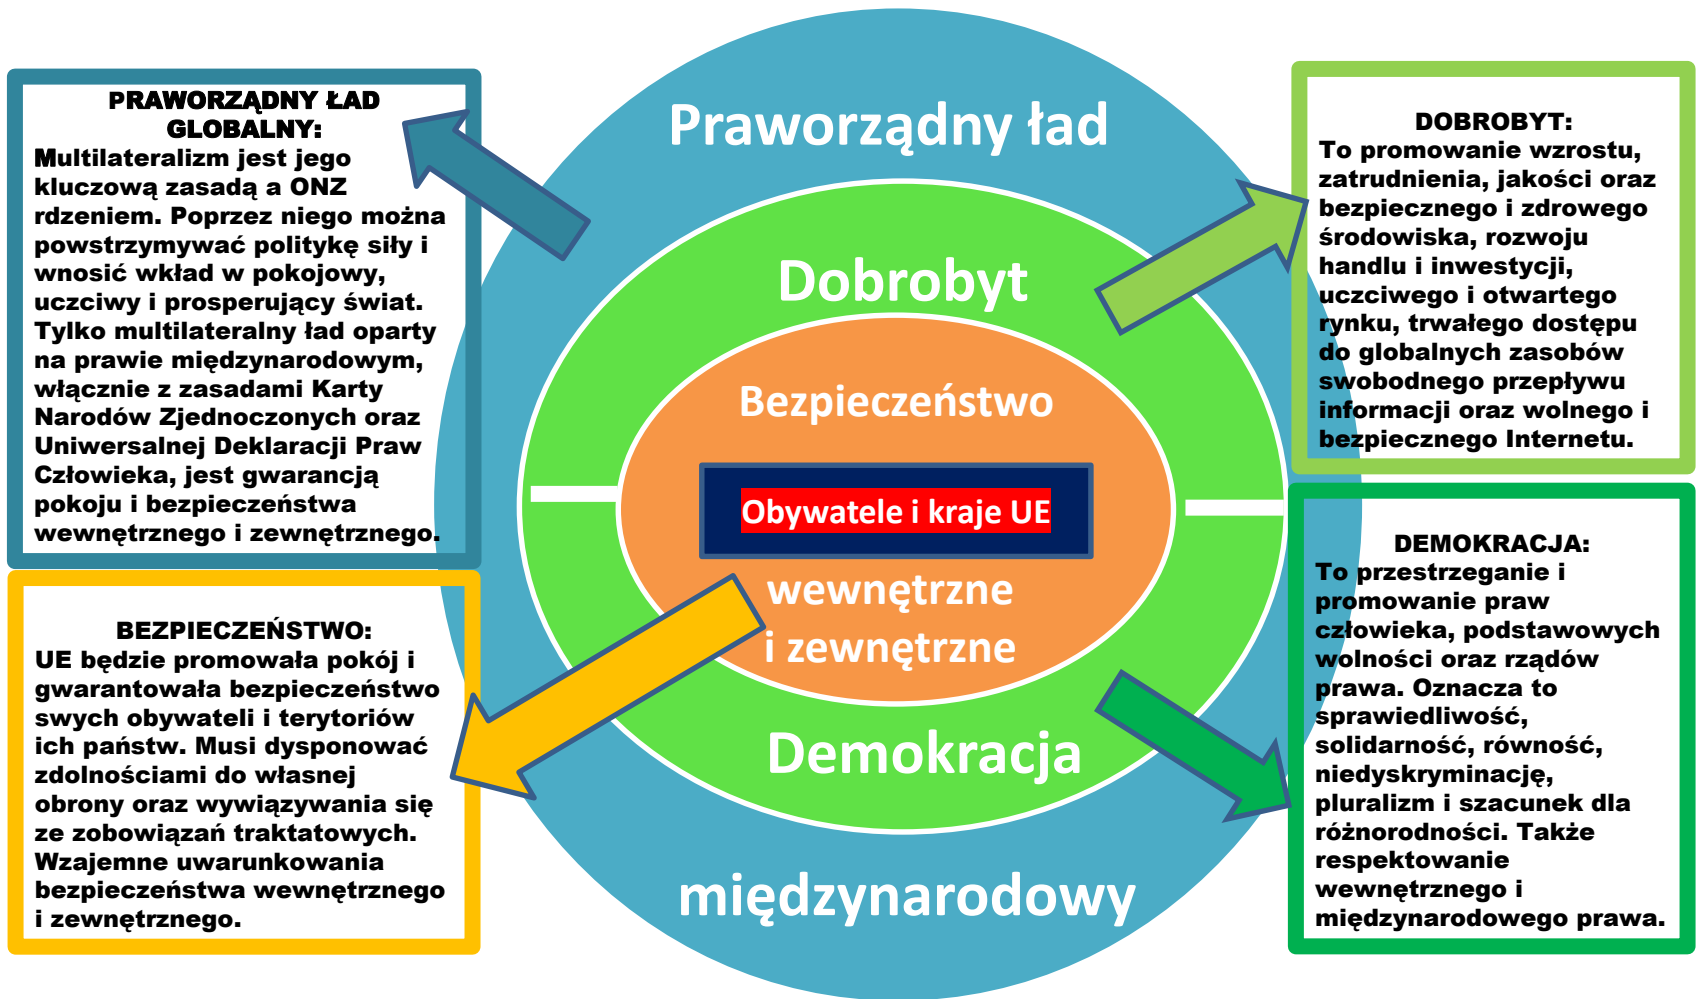 PRAWORZĄDNY ŁAD
GLOBALNY:
Multilateralizm jest jego
kluczową zasadą a ONZ
rdzeniem. Poprzez niego można
powstrzymywać politykę siły i
wnosić wkład w pokojowy,
uczciwy i prosperujący świat.
Tylko multilateralny ład oparty
na prawie międzynarodowym,
włącznie z zasadami Karty
Narodów Zjednoczonych oraz
Uniwersalnej Deklaracji Praw
Człowieka, jest gwarancją
pokoju i bezpieczeństwa
wewnętrznego i zewnętrznego.
BEZPIECZEŃSTWO:
UE będzie promowała pokój i
gwarantowała bezpieczeństwo
swych obywateli i terytoriów
ich państw. Musi dysponować
zdolnościami do własnej
obrony oraz wywiązywania się
ze zobowiązań traktatowych.
Wzajemne uwarunkowania
bezpieczeństwa wewnętrznego
i zewnętrznego.
Praworządny ład
Dobrobyt
Bezpieczeństwo
Obywatele i kraje UE
wewnętrzne
i zewnętrzne
Demokracja
międzynarodowy
DOBROBYT:
To promowanie wzrostu,
zatrudnienia, jakości oraz
bezpiecznego i zdrowego
środowiska, rozwoju
handlu i inwestycji,
uczciwego i otwartego
rynku, trwałego dostępu
do globalnych zasobów
swobodnego przepływu
informacji oraz wolnego i
bezpiecznego Internetu.
DEMOKRACJA:
To przestrzeganie i
promowanie praw
człowieka, podstawowych
wolności oraz rządów
prawa. Oznacza to
sprawiedliwość,
solidarność, równość,
niedyskryminację,
pluralizm i szacunek dla
różnorodności. Także
respektowanie
wewnętrznego i
międzynarodowego prawa.